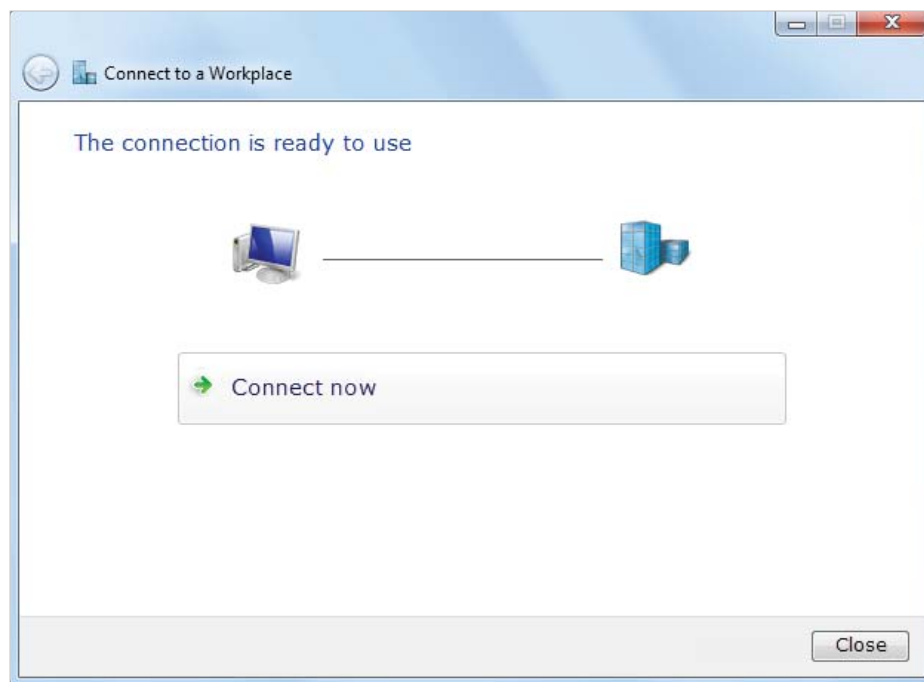 Connect to a Workplace
The connection is ready to use
Connect now
Close